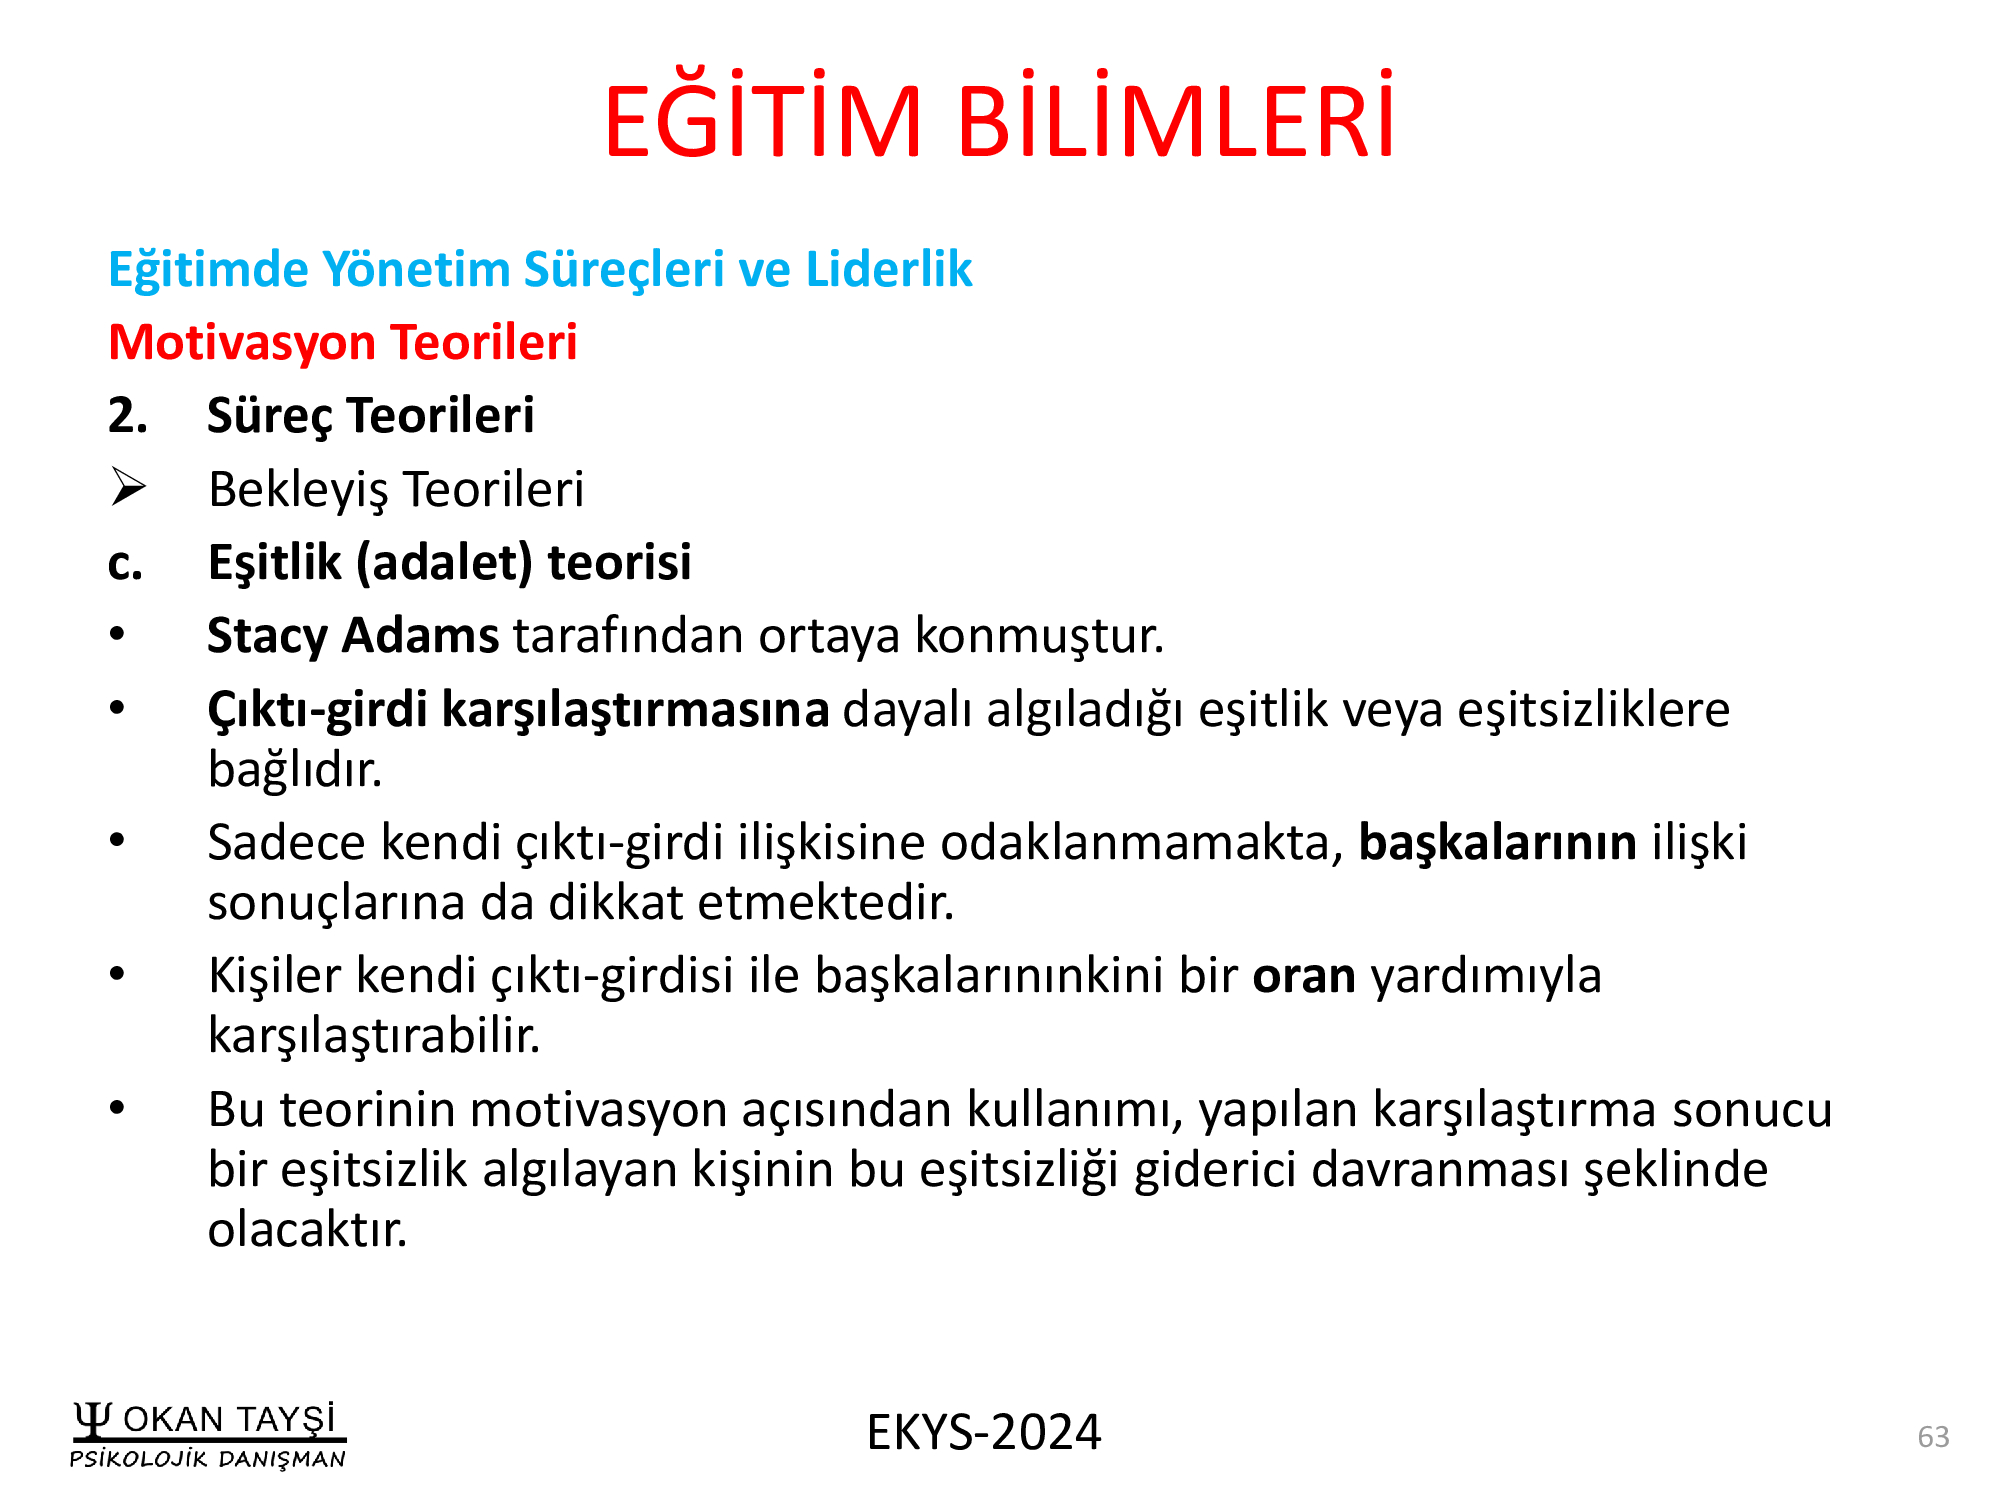 EĞİTİM BİLİMLERİ
Eğitimde Yönetim Süreçleri ve Liderlik
Motivasyon Teorileri
2. Süreç Teorileri
➢ Bekleyiş Teorileri
c. Eşitlik (adalet) teorisi
• Stacy Adams tarafından ortaya konmuştur.
• Çıktı-girdi karşılaştırmasına dayalı algıladığı eşitlik veya eşitsizliklere
bağlıdır.
• Sadece kendi çıktı-girdi ilişkisine odaklanmamakta, başkalarının ilişki
sonuçlarına da dikkat etmektedir.
• Kişiler kendi çıktı-girdisi ile başkalarınınkini bir oran yardımıyla
karşılaştırabilir.
• Bu teorinin motivasyon açısından kullanımı, yapılan karşılaştırma sonucu
bir eşitsizlik algılayan kişinin bu eşitsizliği giderici davranması şeklinde
olacaktır.
Ψ OKAN TAYŞİ
PSİKOLOJİK DANIŞMAN
EKYS-2024
63